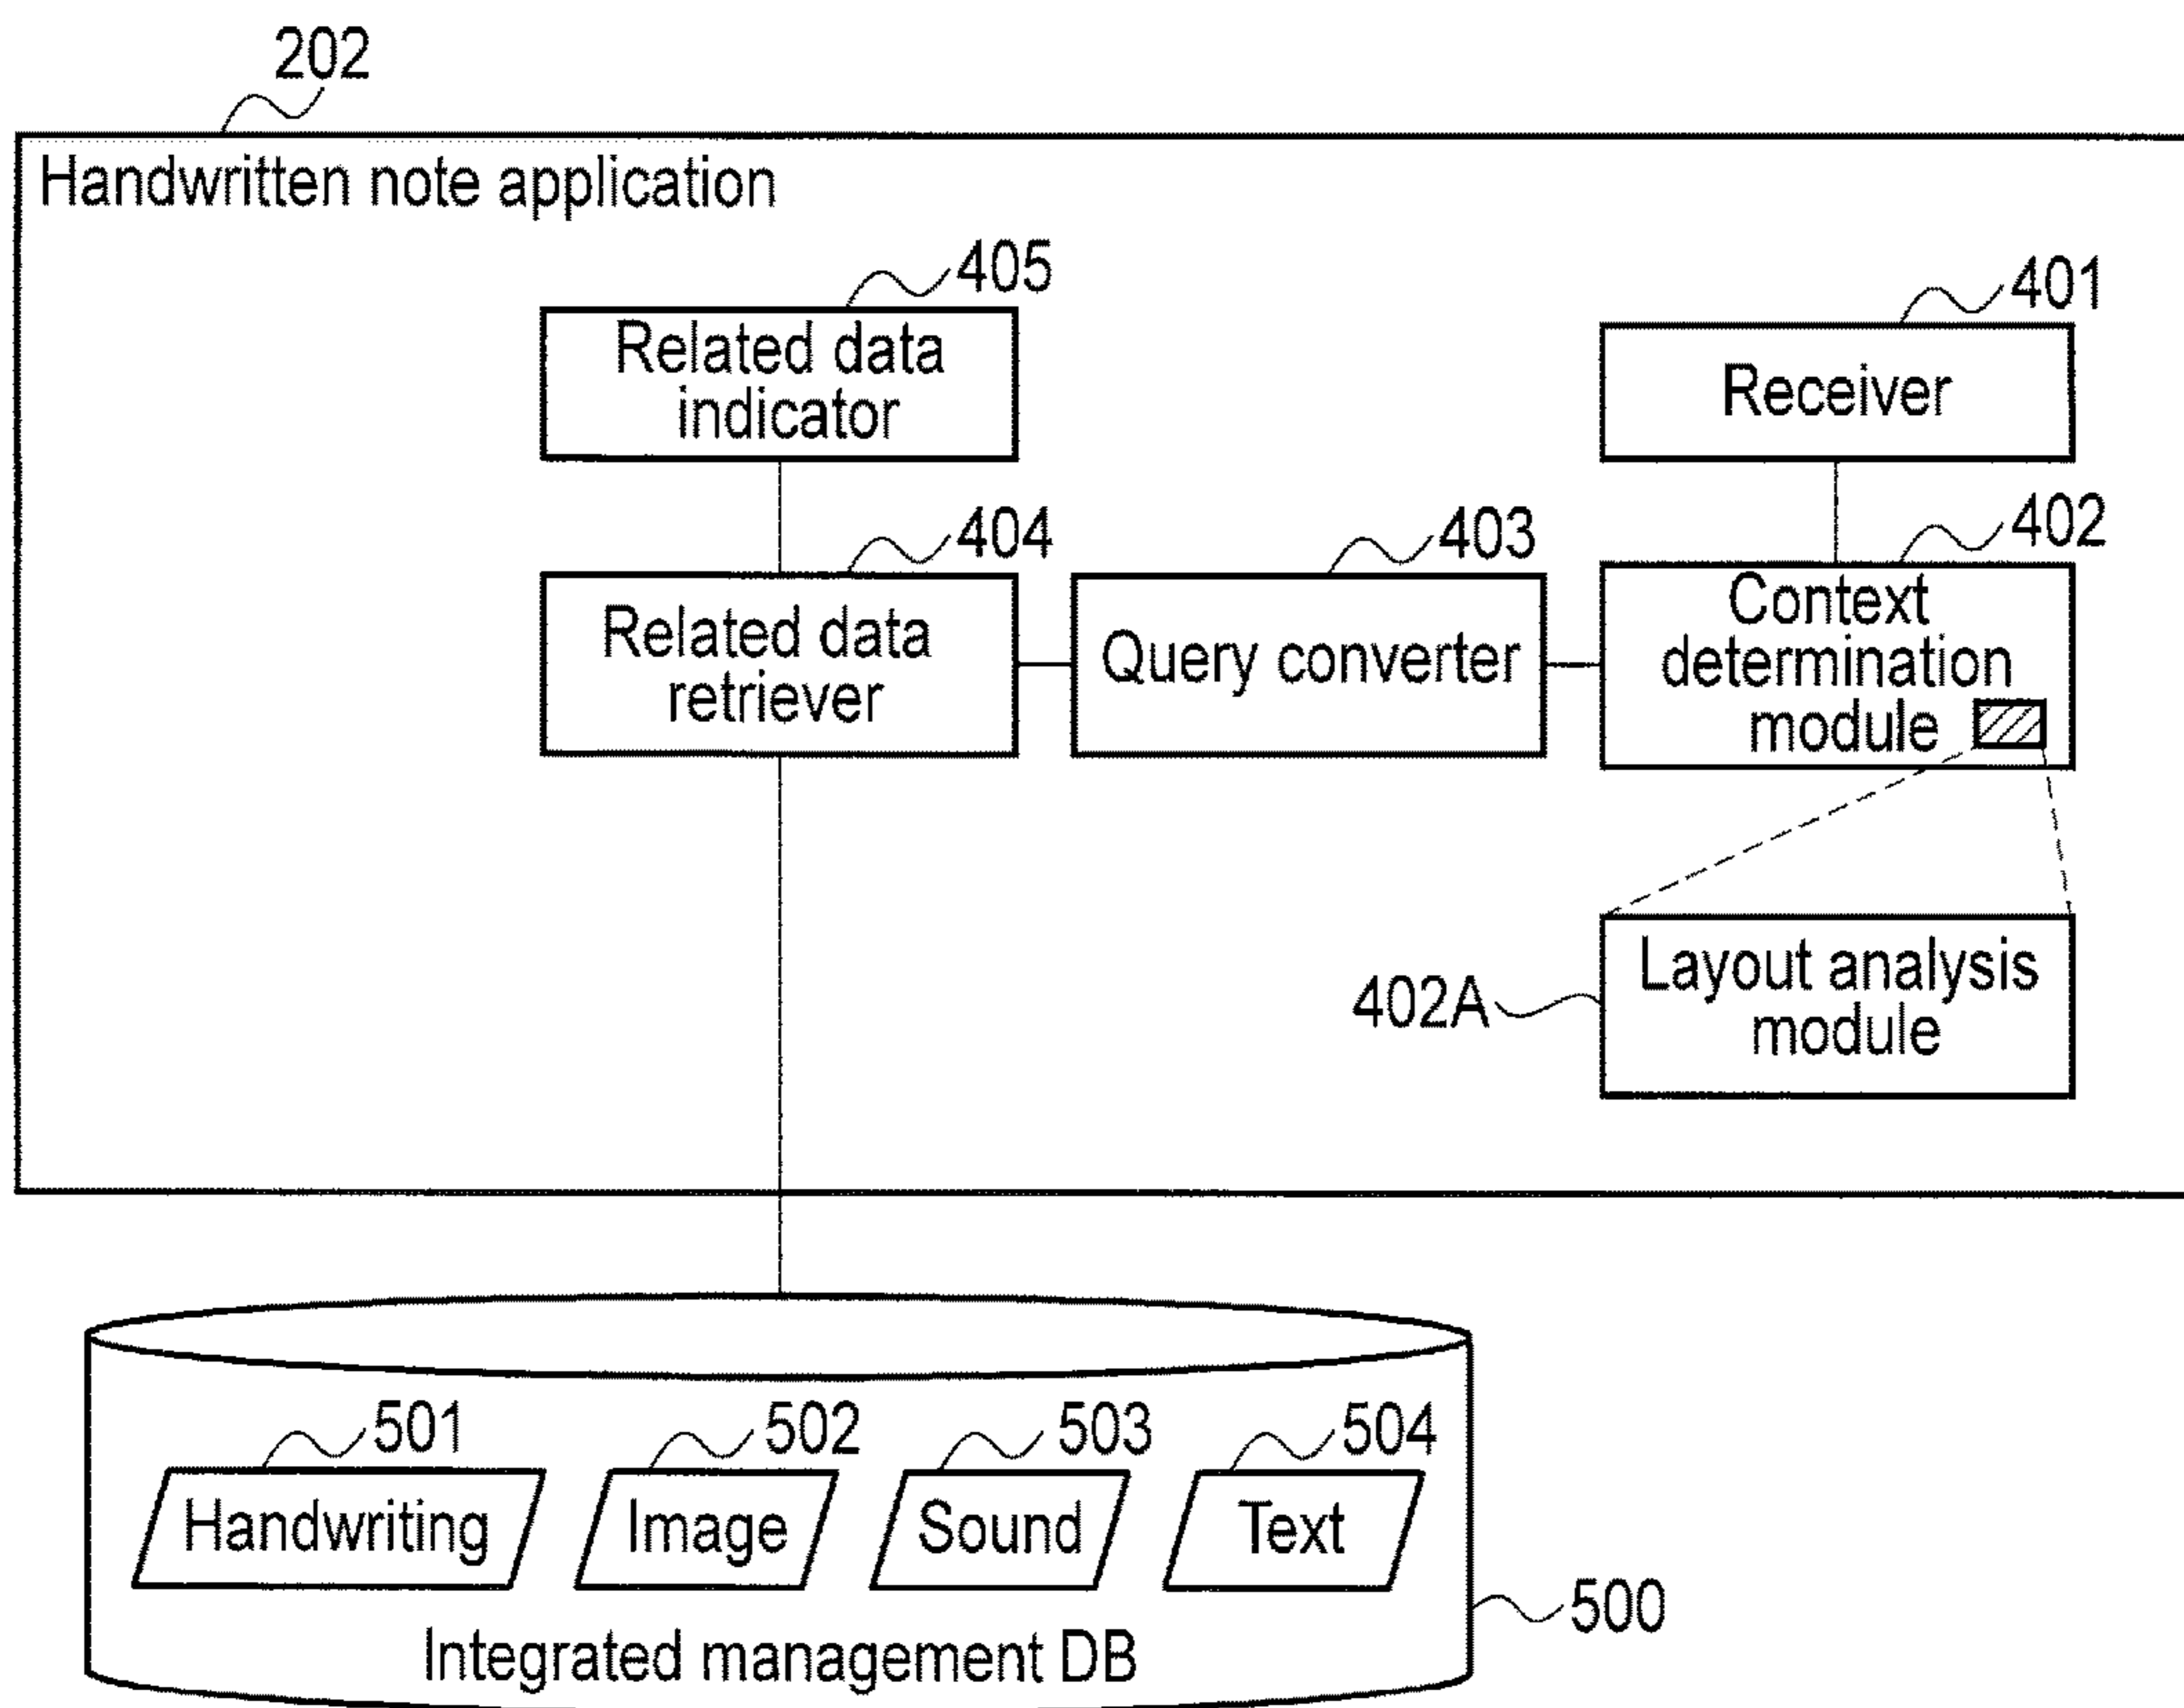 202
Handwritten note application
405
Related data
indicator
401
Receiver
404
Related data
retriever
403
Query converter
402
Context
determination
module
402A
Layout analysis
module
501
Handwriting
502
Image
503
Sound
504
Text
500
Integrated management DB